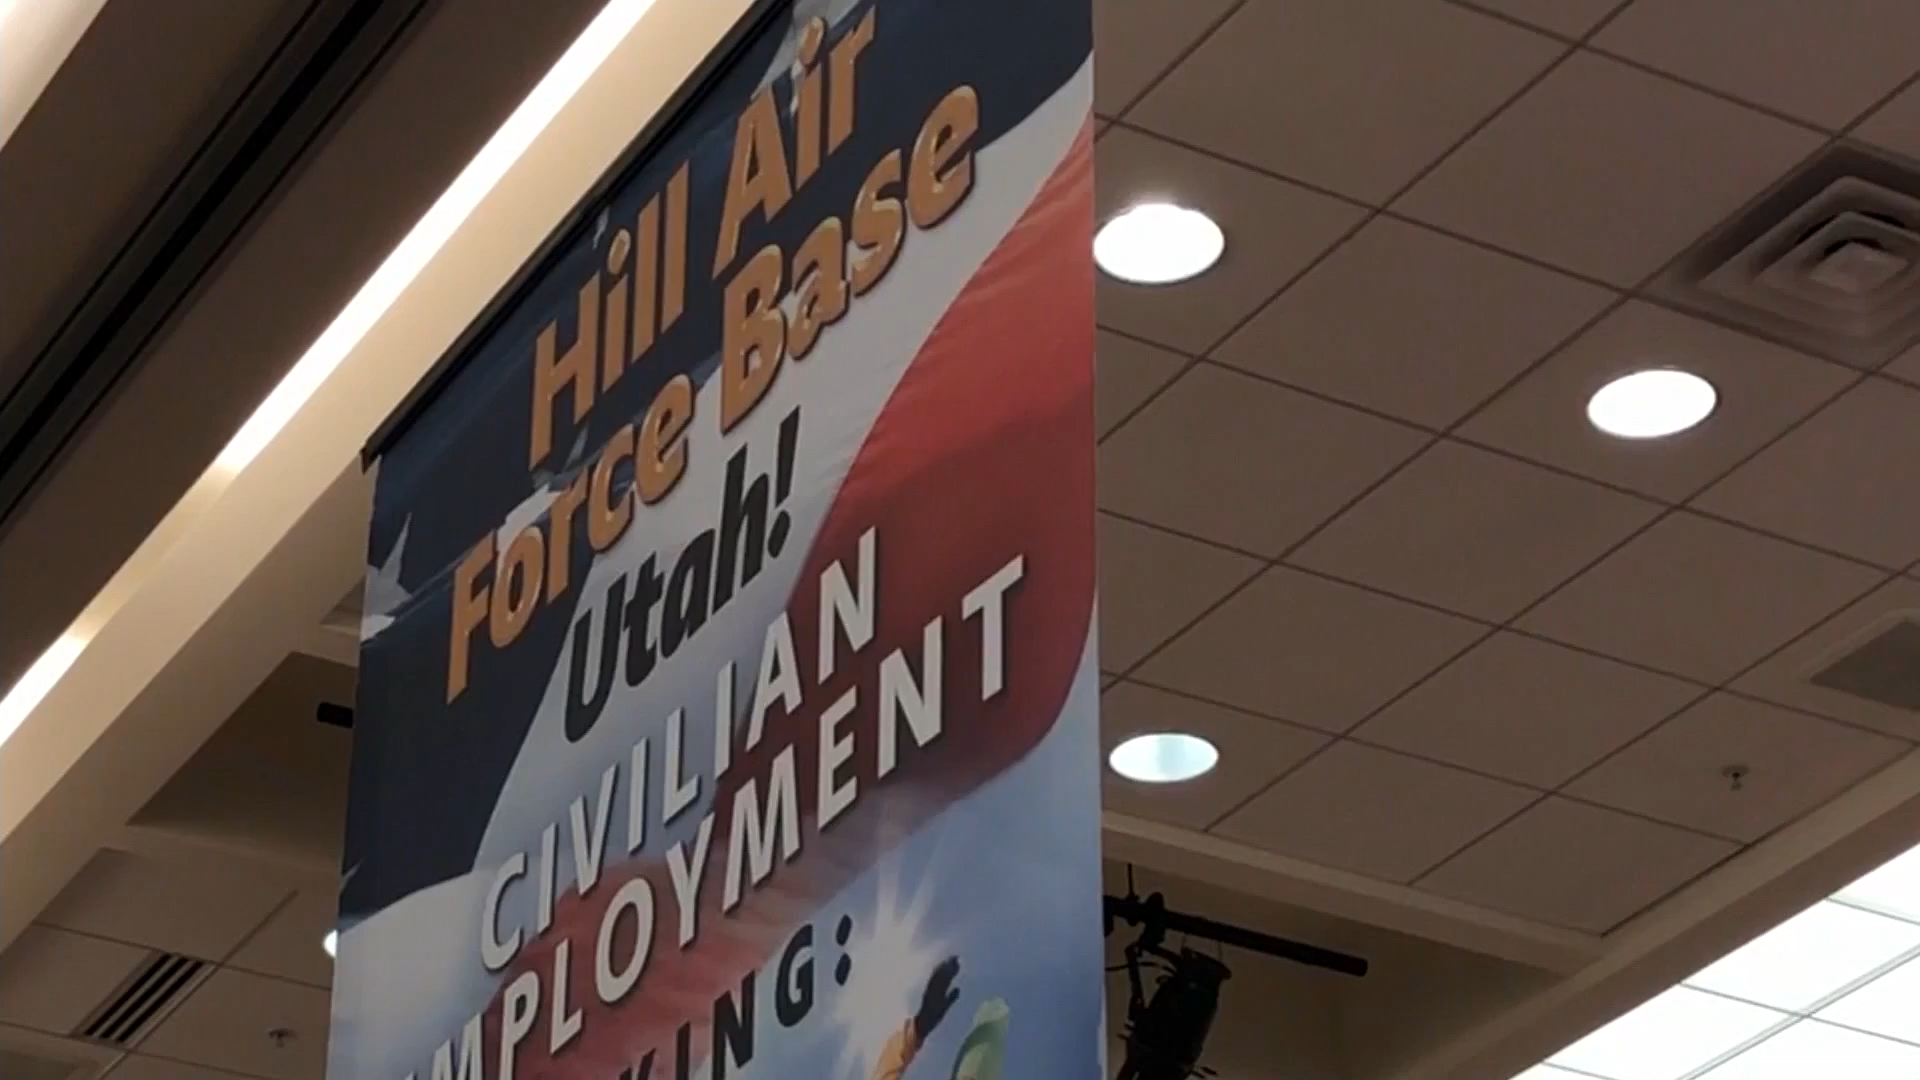 Hill Air
Force Base
Utah!
CIVILIAN
EMPLOYMENT